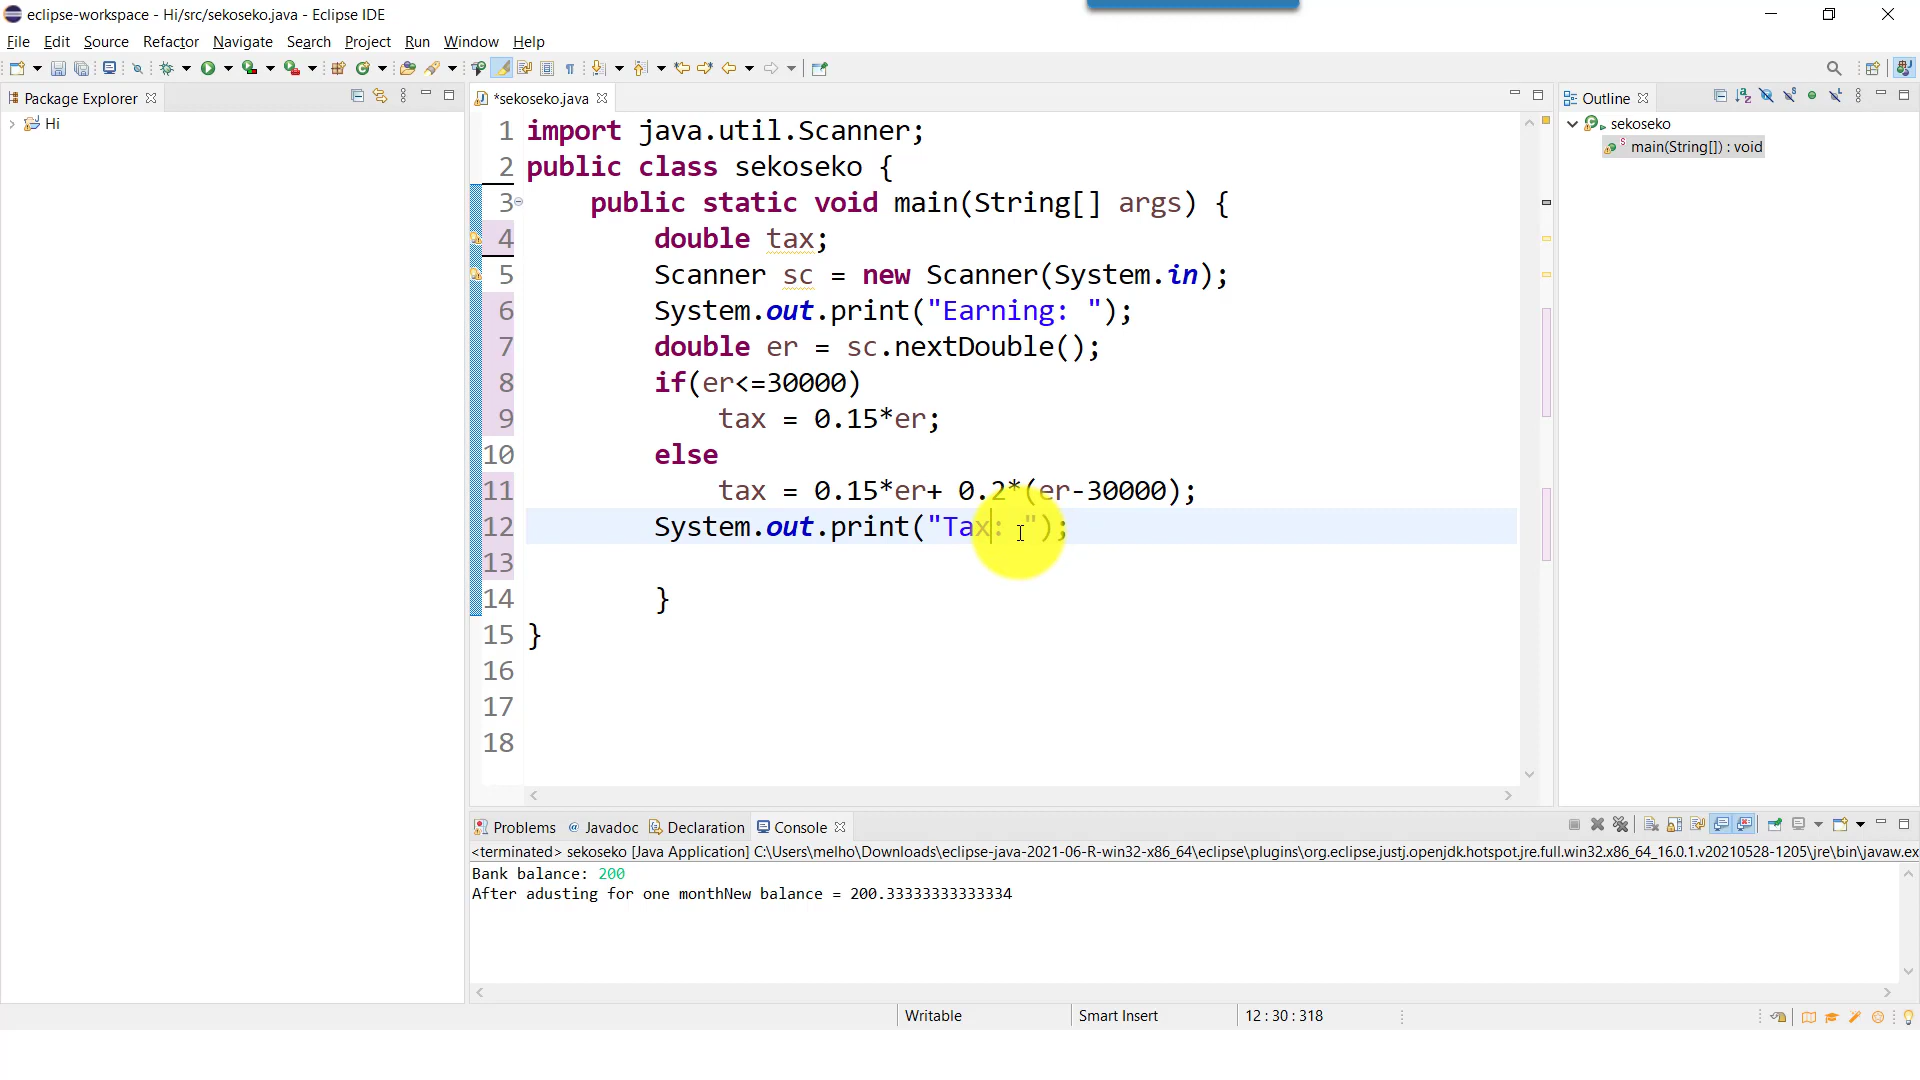 eclipse-workspace - Hi/src/sekoseko.java - Eclipse IDE
File Edit Source Refactor Navigate Search Project Run Window Help
Package Explorer
*sekoseko.java
Outline
Hi
sekoseko
main(String[]) : void
1 import java.util.Scanner;
2 public class sekoseko {
3 public static void main(String[] args) {
4 double tax;
5 Scanner sc = new Scanner(System.in);
6 System.out.print("Earning: ");
7 double er = sc.nextDouble();
8 if(er<=30000)
9 tax = 0.15*er;
10 else
11 tax = 0.15*er+ 0.2*(er-30000);
12 System.out.print("Tax: ");
13
14 }
15 }
16
17
18
Problems @ Javadoc Declaration Console
<terminated> sekoseko [Java Application] C:\Users\melho\Downloads\eclipse-java-2021-06-R-win32-x86_64\eclipse\plugins\org.eclipse.justj.openjdk.hotspot.jre.full.win32.x86_64_16.0.1.v20210528-1205\jre\bin\javaw.ex
Bank balance: 200
After adusting for one monthNew balance = 200.33333333333334
Writable Smart Insert 12 : 30 : 318